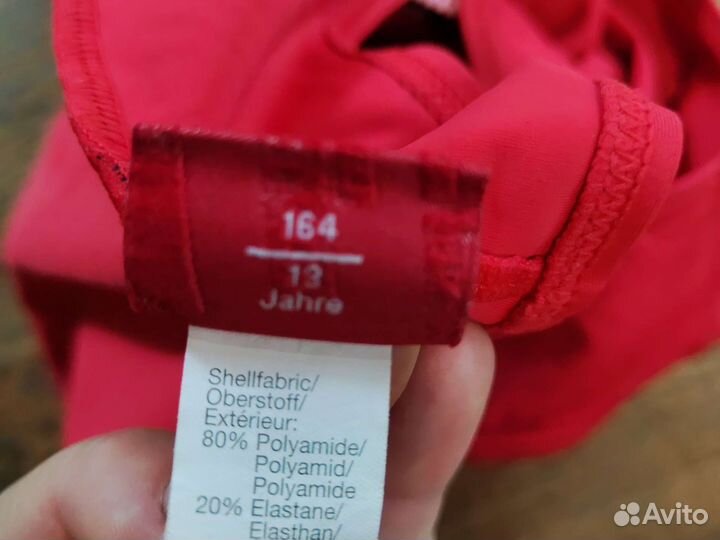 164
13
Jahre
Shellfabric/
Oberstoff/
Extérieur:
80% Polyamide/
Polyamid/
Polyamide
20% Elastane/
Elasthan/
Avito